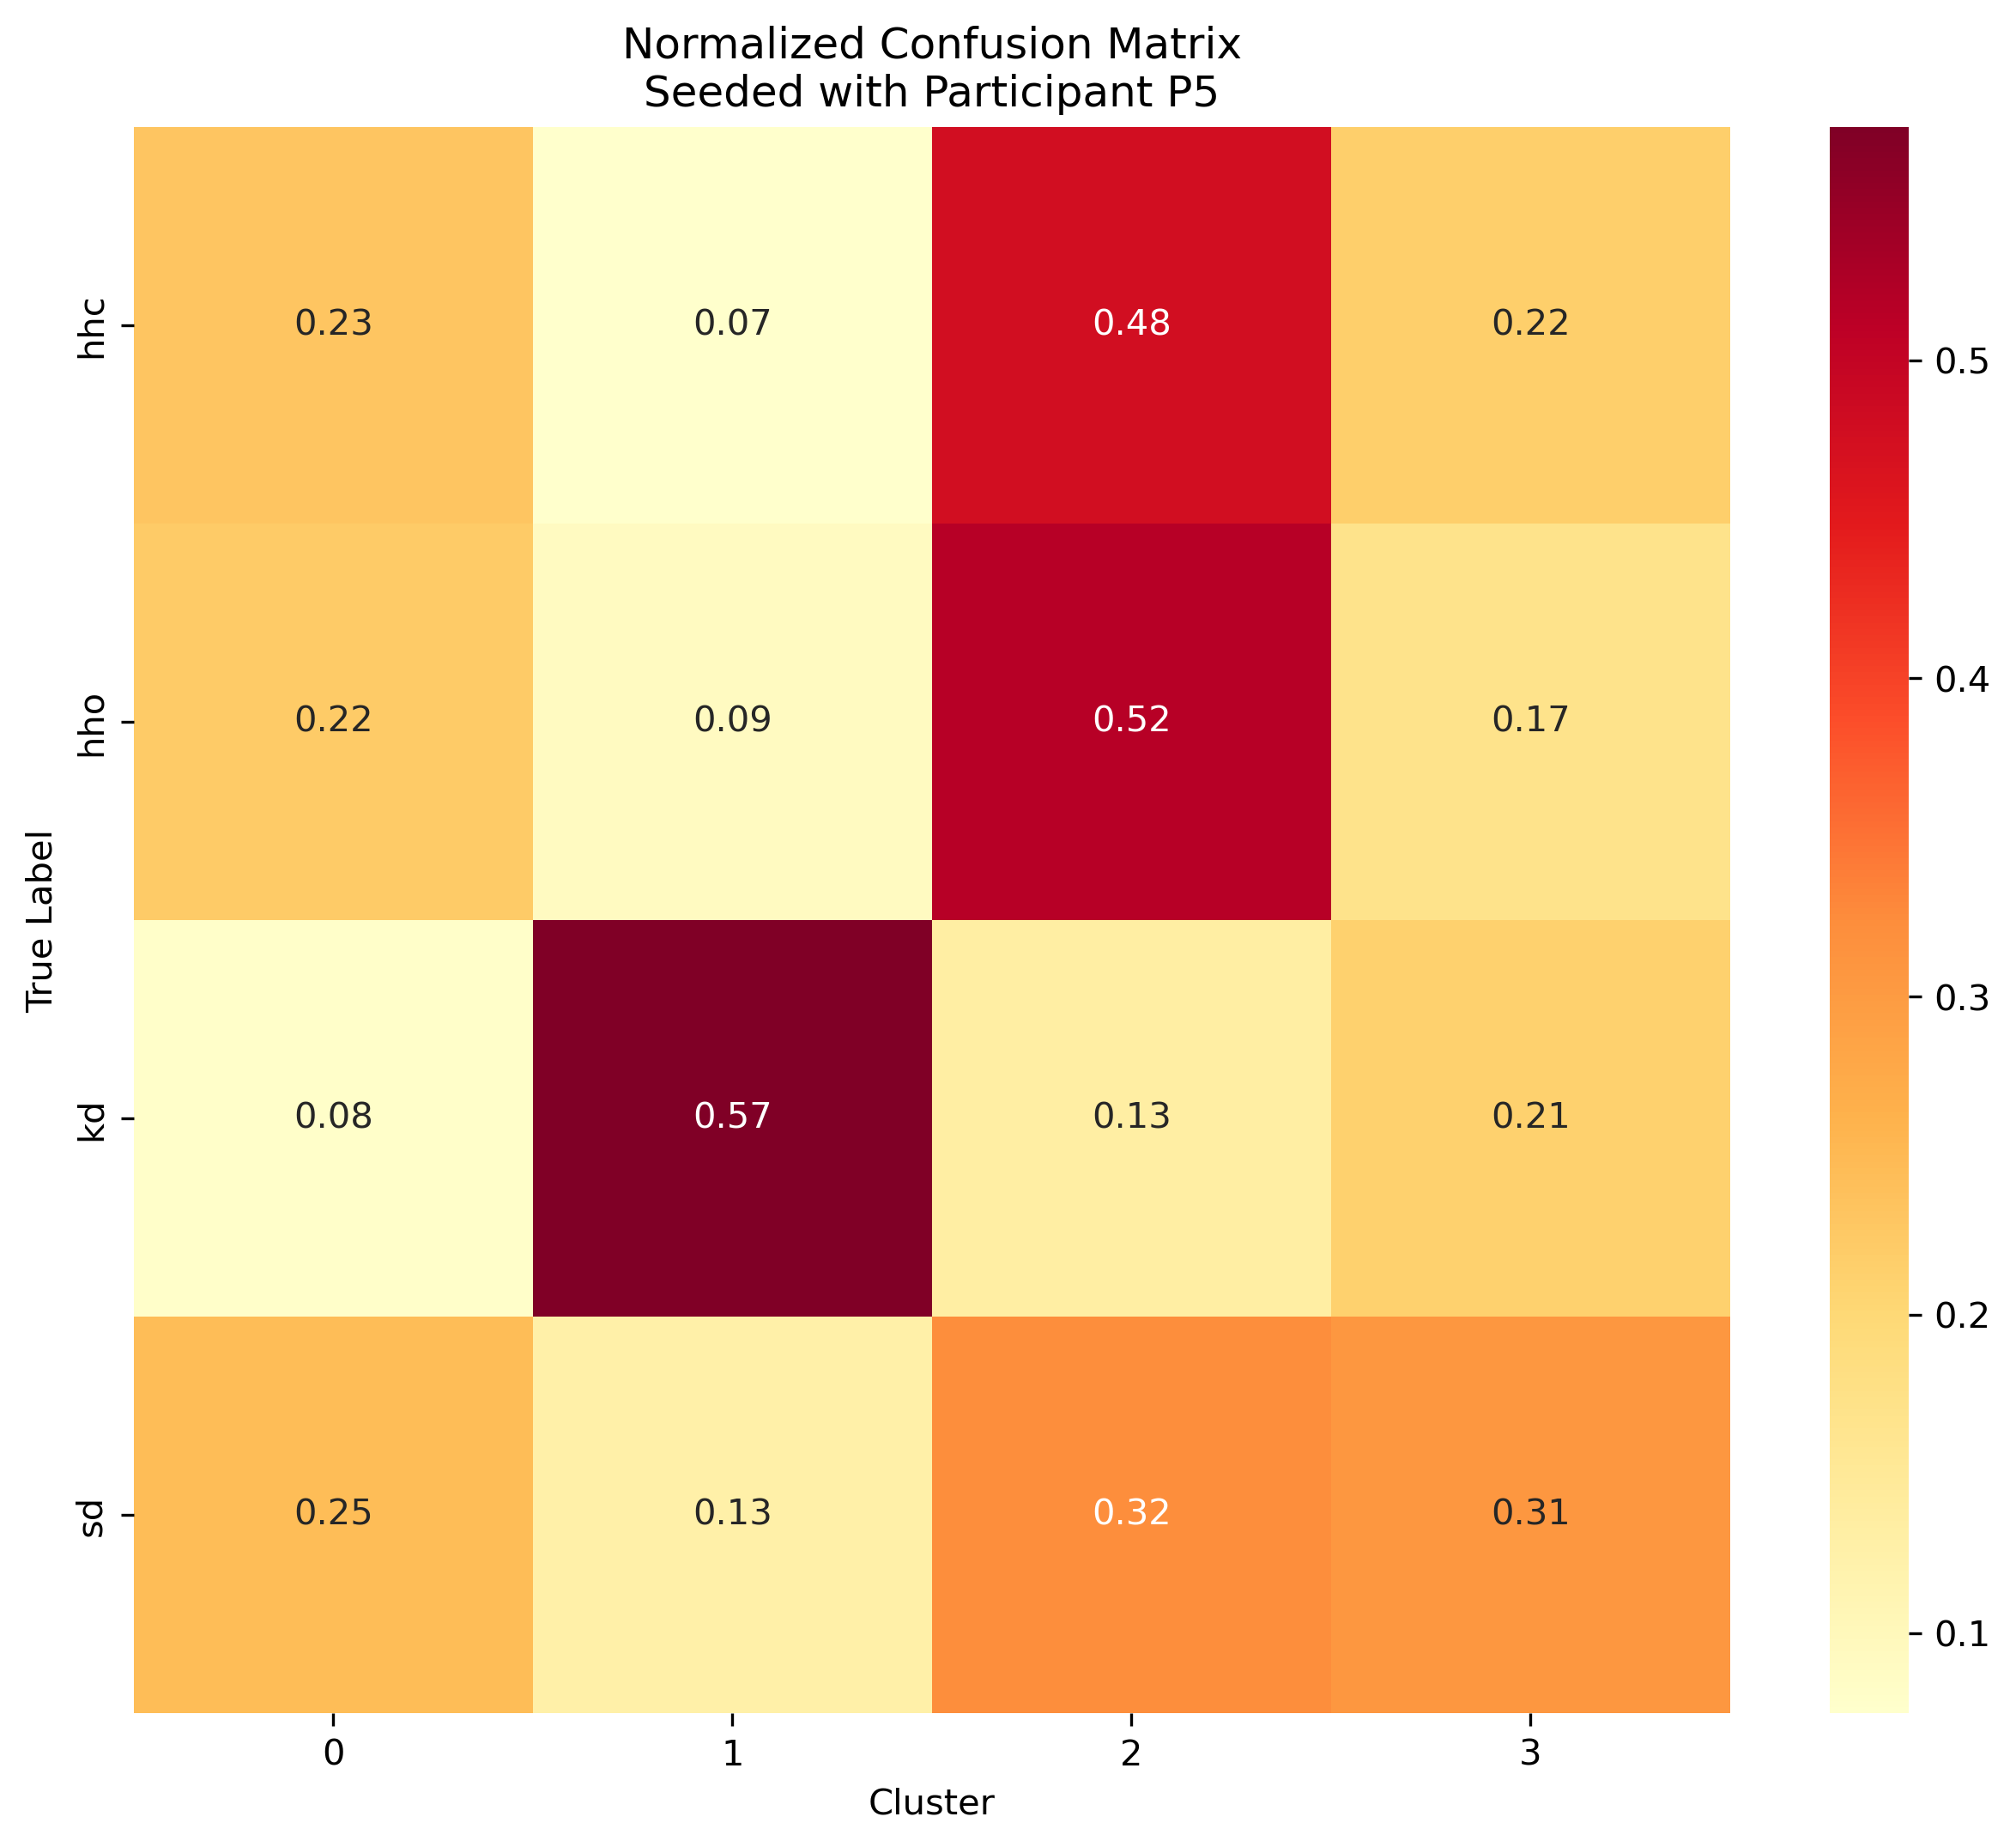 Normalized Confusion Matrix
Seeded with Participant P5
True Label
hhc
0.23 0.07 0.48 0.22
hho
0.22 0.09 0.52 0.17
kd
0.08 0.57 0.13 0.21
sd
0.25 0.13 0.32 0.31
0 1 2 3
Cluster
0.5
0.4
0.3
0.2
0.1